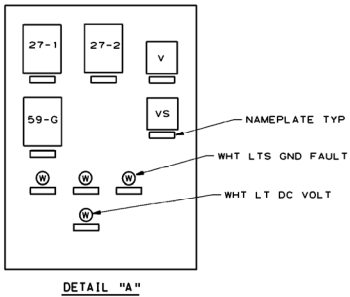 27-1
27-2
V
59-G
VS
NAMEPLATE TYP
W
W
W
WHT LTS GND FAULT
W
WHT LT DC VOLT
DETAIL "A"